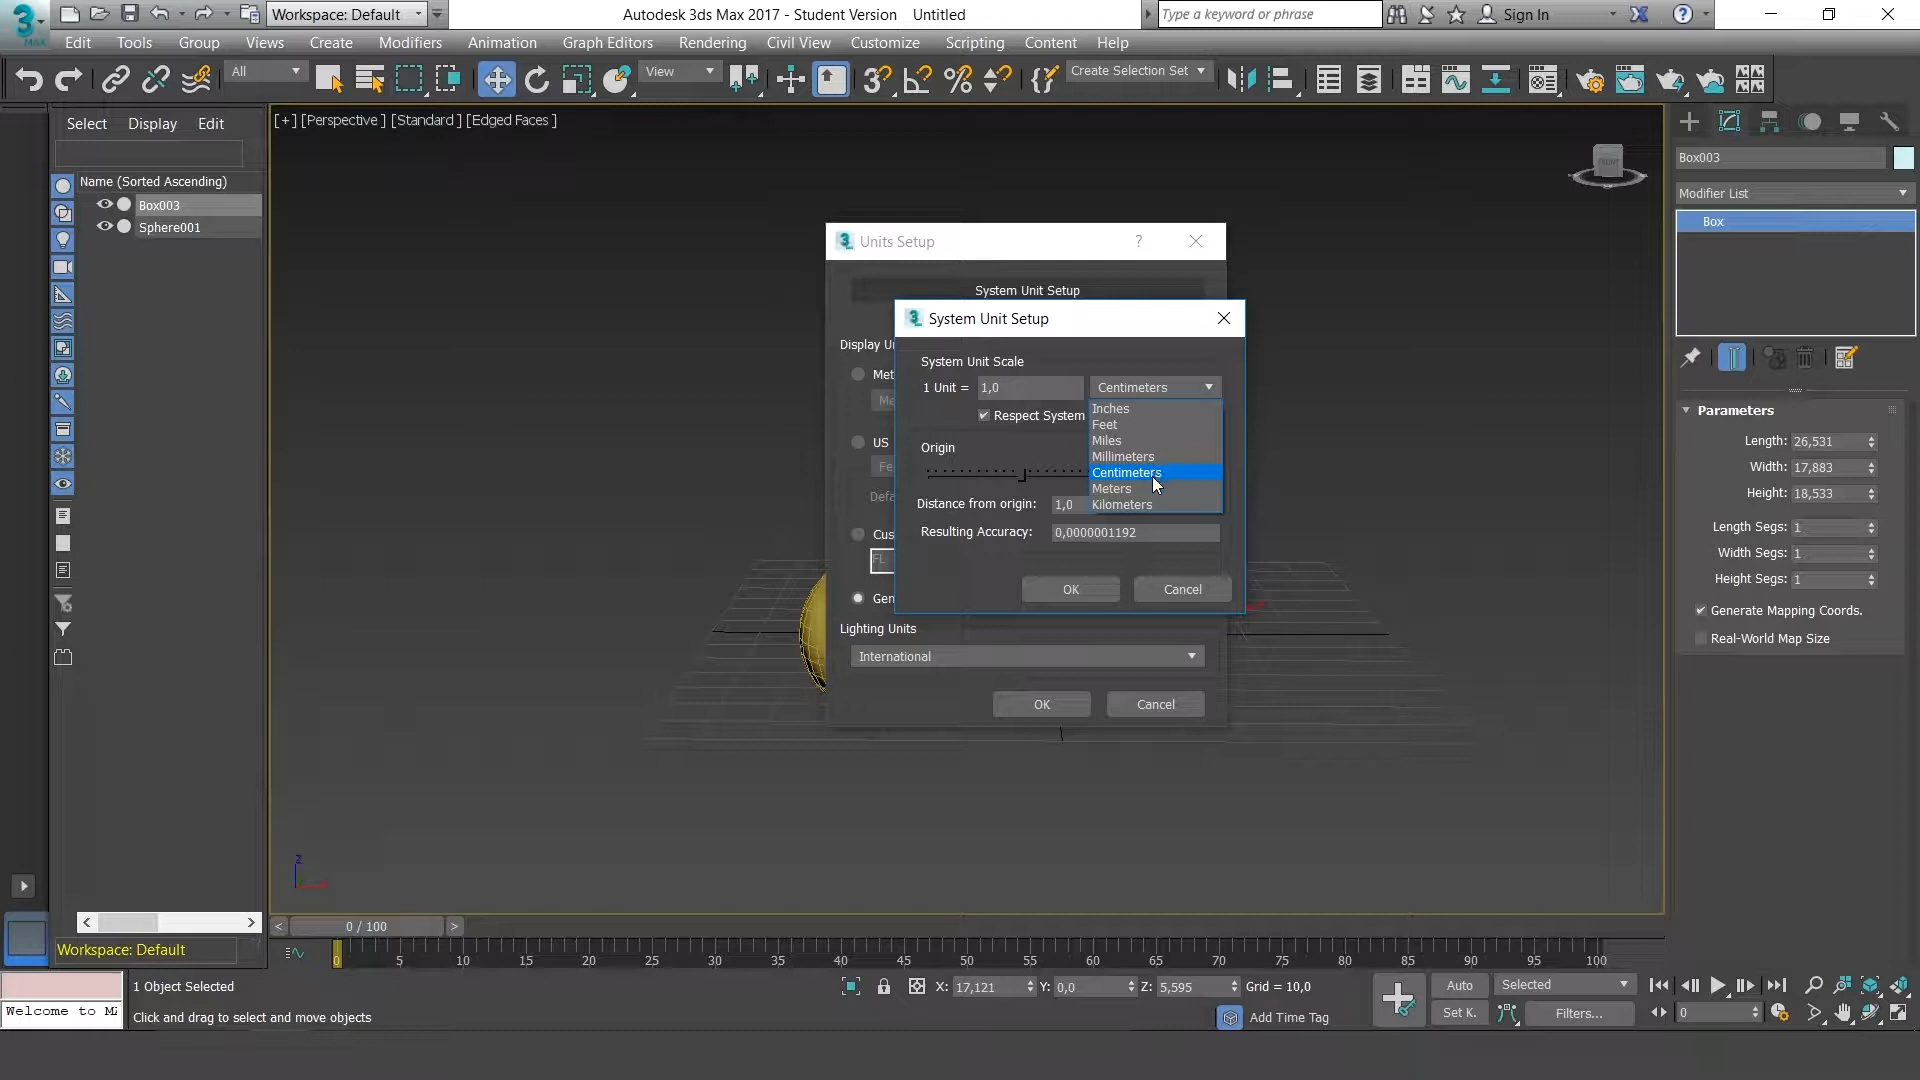 Workspace: Default
Autodesk 3ds Max 2017 - Student Version Untitled
Type a keyword or phrase
Sign In
MAX
Edit Tools Group Views Create Modifiers Animation Graph Editors Rendering Civil View Customize Scripting Content Help
All
View
Create Selection Set
Select Display Edit
[+] [Perspective ] [Standard ] [Edged Faces ]
FRONT
Name (Sorted Ascending)
Box003
Sphere001
Box003
Modifier List
Box
Units Setup
System Unit Setup
System Unit Setup
Display Un
System Unit Scale
Met
1 Unit = 1,0 Centimeters
Me
Respect System
Inches
Feet
Miles
Millimeters
Centimeters
Meters
Kilometers
US
Origin
Fe
Defa
Distance from origin: 1,0
Cus
Resulting Accuracy: 0,0000001192
FL
OK Cancel
Gen
Lighting Units
International
OK Cancel
Parameters
Length: 26,531
Width: 17,883
Height: 18,533
Length Segs: 1
Width Segs: 1
Height Segs: 1
Generate Mapping Coords.
Real-World Map Size
z
< >
< 0 / 100 >
Workspace: Default
0 5 10 15 20 25 30 35 40 45 50 55 60 65 70 75 80 85 90 95 100
1 Object Selected
X: 17,121 Y: 0,0 Z: 5,595 Grid = 10,0
Auto Selected
Welcome to MA
Click and drag to select and move objects
Add Time Tag
Set K. Filters...
0